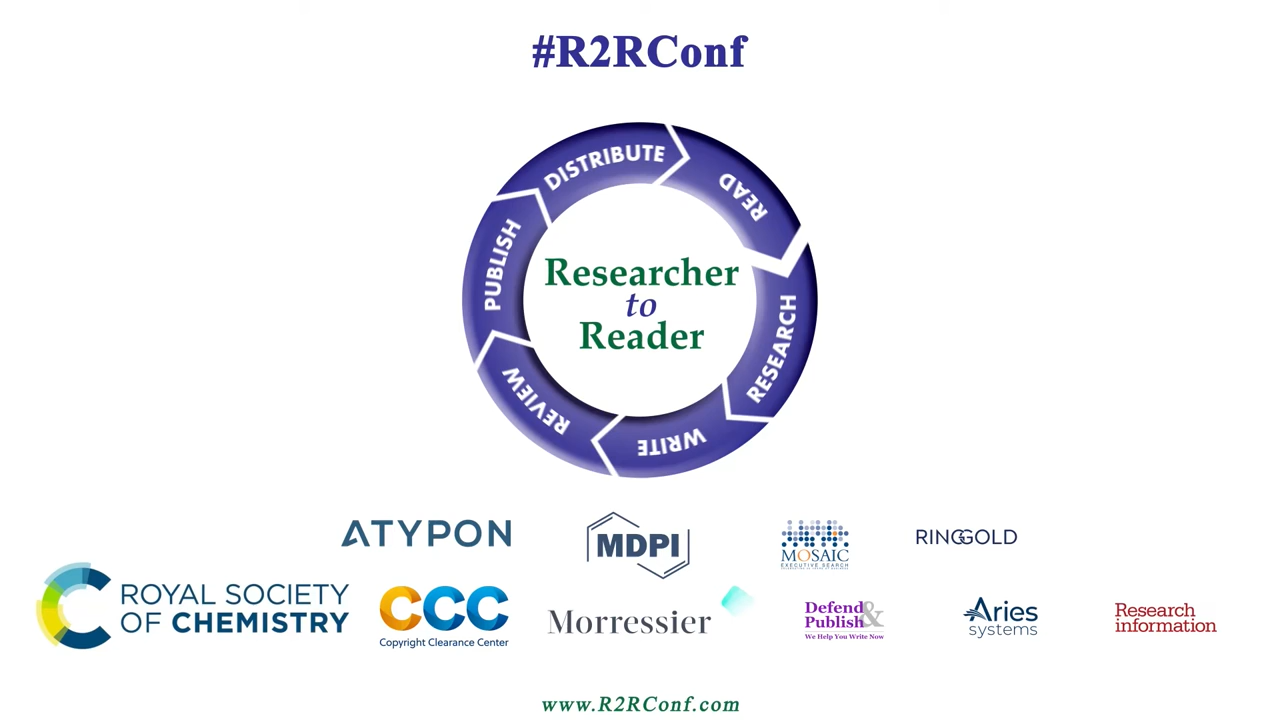 #R2RConf
DISTRIBUTE
READ
RESEARCH
WRITE
REVIEW
PUBLISH
Researcher
to
Reader
ATYPON
MDPI
MOSAIC
EXECUTIVE SEARCH
RINGGOLD
ROYAL SOCIETY
OF CHEMISTRY
CCC
Copyright Clearance Center
Morressier
Defend &
Publish
We Help You Write Now
Aries
systems
Research
information
www.R2RConf.com